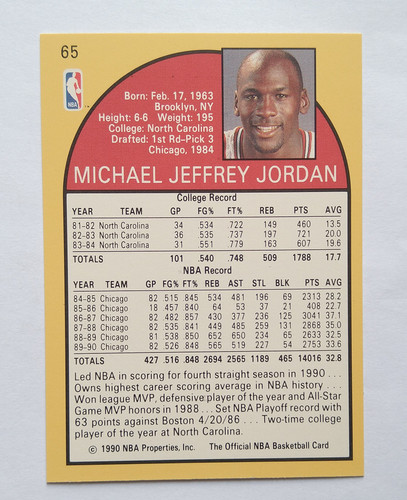 65
NBA
Born: Feb. 17, 1963
Brooklyn, NY
Height: 6-6 Weight: 195
College: North Carolina
Drafted: 1st Rd-Pick 3
Chicago, 1984
MICHAEL JEFFREY JORDAN
College Record
YEAR TEAM GP FG% FT% REB PTS AVG
81-82 North Carolina 34 .534 .722 149 460 13.5
82-83 North Carolina 36 .535 .737 197 721 20.0
83-84 North Carolina 31 .551 .779 163 607 19.6
TOTALS 101 .540 .748 509 1788 17.7
NBA Record
YEAR TEAM GP FG% FT% REB AST STL BLK PTS AVG
84-85 Chicago 82 .515 .845 534 481 196 69 2313 28.2
85-86 Chicago 18 .457 .840 64 53 37 21 408 22.7
86-87 Chicago 82 .482 .857 430 377 236 125 3041 37.1
87-88 Chicago 82 .535 .841 449 485 259 131 2868 35.0
88-89 Chicago 81 .538 .850 652 650 234 65 2633 32.5
89-90 Chicago 82 .526 .848 565 519 227 54 2753 33.6
TOTALS 427 .516 .848 2694 2565 1189 465 14016 32.8
Led NBA in scoring for fourth straight season in 1990 . . .
Owns highest career scoring average in NBA history . . .
Won league MVP, defensive player of the year and All-Star
Game MVP honors in 1988 . . . Set NBA Playoff record with
63 points against Boston 4/20/86 . . . Two-time college
player of the year at North Carolina.
© 1990 NBA Properties, Inc. The Official NBA Basketball Card